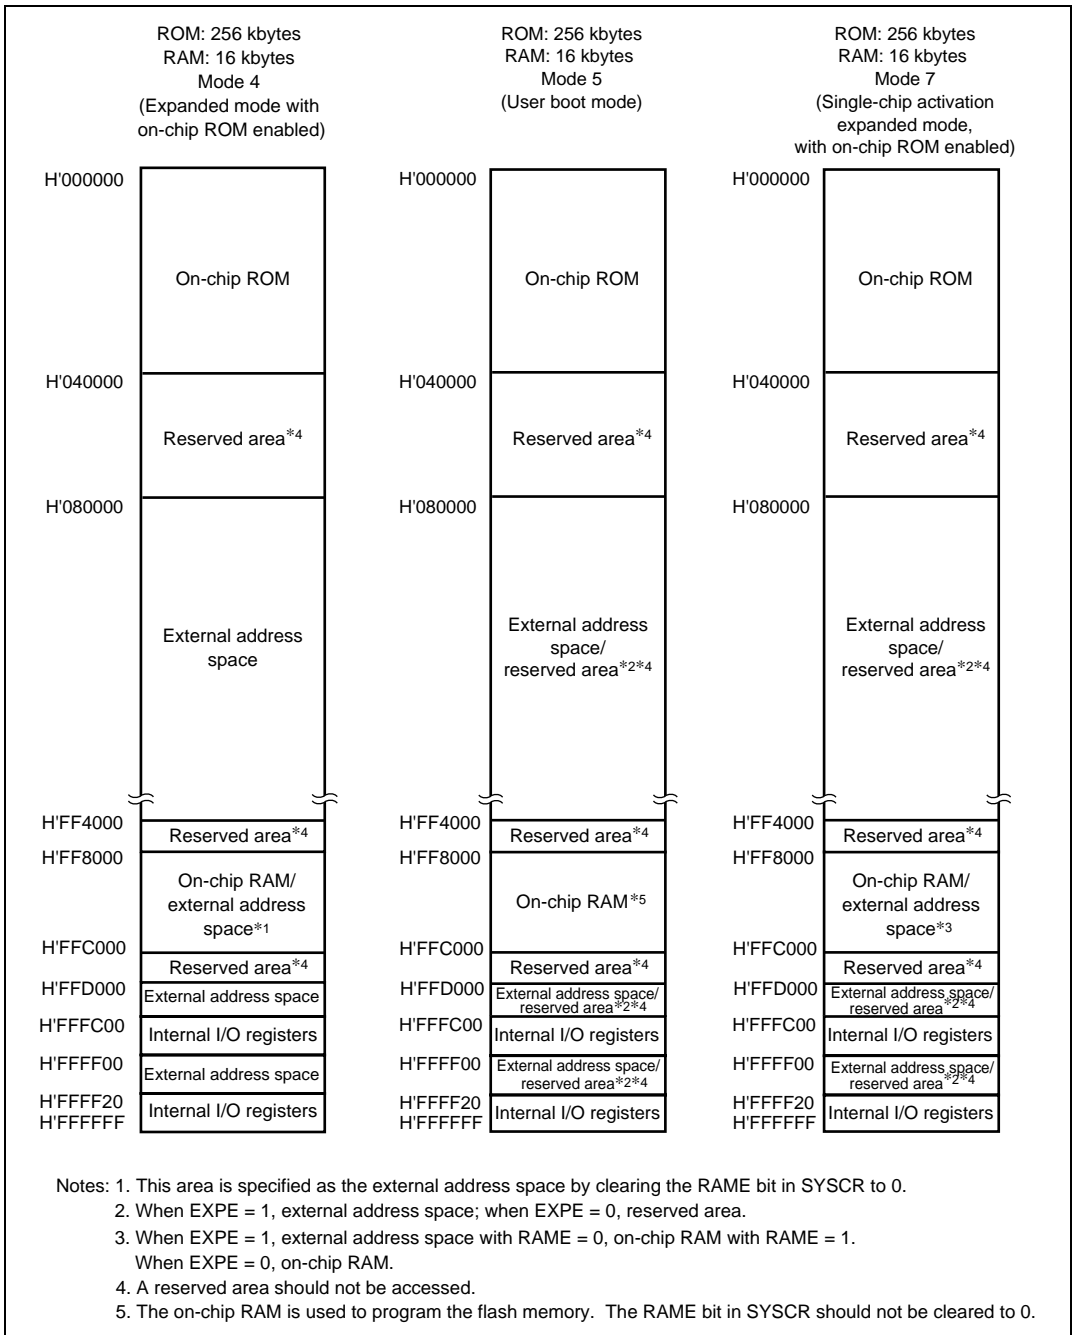 ROM: 256 kbytes
RAM: 16 kbytes
Mode 4
(Expanded mode with
on-chip ROM enabled)
H'000000
On-chip ROM
H'040000
Reserved area*4
H'080000
External address
space
H'FF4000
Reserved area*4
H'FF8000
On-chip RAM/
external address
space*1
H'FFC000
Reserved area*4
H'FFD000
External address space
H'FFFC00
Internal I/O registers
H'FFFF00
External address space
H'FFFF20
Internal I/O registers
H'FFFFFF
ROM: 256 kbytes
RAM: 16 kbytes
Mode 5
(User boot mode)
H'000000
On-chip ROM
H'040000
Reserved area*4
H'080000
External address
space/
reserved area*2*4
H'FF4000
Reserved area*4
H'FF8000
On-chip RAM*5
H'FFC000
Reserved area*4
H'FFD000
External address space/
reserved area*2*4
H'FFFC00
Internal I/O registers
H'FFFF00
External address space/
reserved area*2*4
H'FFFF20
Internal I/O registers
H'FFFFFF
ROM: 256 kbytes
RAM: 16 kbytes
Mode 7
(Single-chip activation
expanded mode,
with on-chip ROM enabled)
H'000000
On-chip ROM
H'040000
Reserved area*4
H'080000
External address
space/
reserved area*2*4
H'FF4000
Reserved area*4
H'FF8000
On-chip RAM/
external address
space*3
H'FFC000
Reserved area*4
H'FFD000
External address space/
reserved area*2*4
H'FFFC00
Internal I/O registers
H'FFFF00
External address space/
reserved area*2*4
H'FFFF20
Internal I/O registers
H'FFFFFF
Notes: 1. This area is specified as the external address space by clearing the RAME bit in SYSCR to 0.
2. When EXPE = 1, external address space; when EXPE = 0, reserved area.
3. When EXPE = 1, external address space with RAME = 0, on-chip RAM with RAME = 1.
When EXPE = 0, on-chip RAM.
4. A reserved area should not be accessed.
5. The on-chip RAM is used to program the flash memory. The RAME bit in SYSCR should not be cleared to 0.